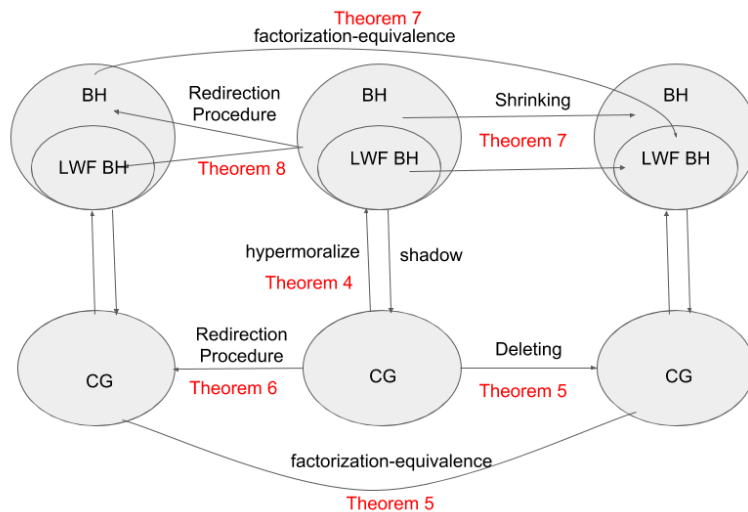 Theorem 7
factorization-equivalence
BH
Redirection
Procedure
BH
Shrinking
BH
Theorem 7
LWF BH
Theorem 8
LWF BH
LWF BH
hypermoralize
shadow
Theorem 4
Redirection
Procedure
Deleting
CG
Theorem 6
CG
Theorem 5
CG
factorization-equivalence
Theorem 5